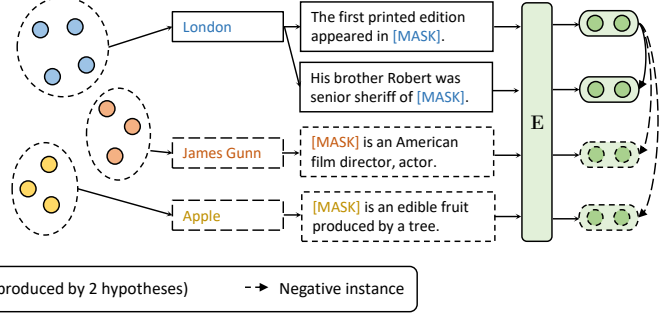 London
The first printed edition
appeared in [MASK].
His brother Robert was
senior sheriff of [MASK].
E
James Gunn
[MASK] is an American
film director, actor.
Apple
[MASK] is an edible fruit
produced by a tree.
produced by 2 hypotheses)
Negative instance